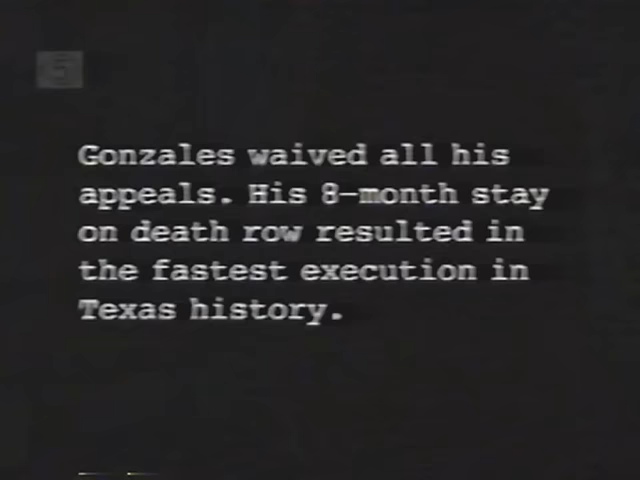 5
Gonzales waived all his
appeals. His 8-month stay
on death row resulted in
the fastest execution in
Texas history.